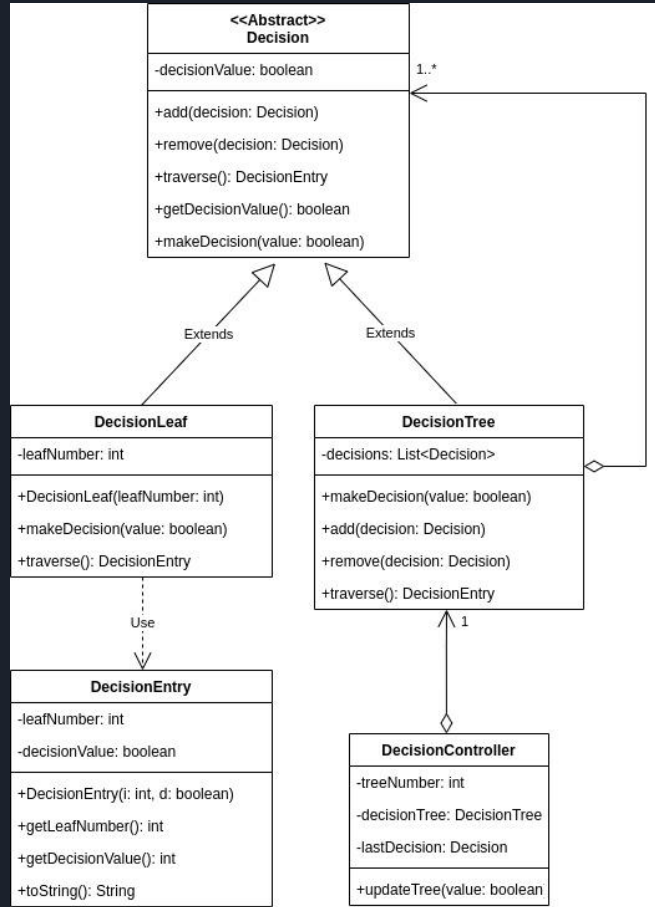 <<Abstract>>
Decision
-decisionValue: boolean
+add(decision: Decision)
+remove(decision: Decision)
+traverse(): DecisionEntry
+getDecisionValue(): boolean
+makeDecision(value: boolean)
1..*
Extends
Extends
DecisionLeaf
-leafNumber: int
+DecisionLeaf(leafNumber: int)
+makeDecision(value: boolean)
+traverse(): DecisionEntry
DecisionTree
-decisions: List<Decision>
+makeDecision(value: boolean)
+add(decision: Decision)
+remove(decision: Decision)
+traverse(): DecisionEntry
Use
1
DecisionEntry
-leafNumber: int
-decisionValue: boolean
+DecisionEntry(i: int, d: boolean)
+getLeafNumber(): int
+getDecisionValue(): int
+toString(): String
DecisionController
-treeNumber: int
-decisionTree: DecisionTree
-lastDecision: Decision
+updateTree(value: boolean